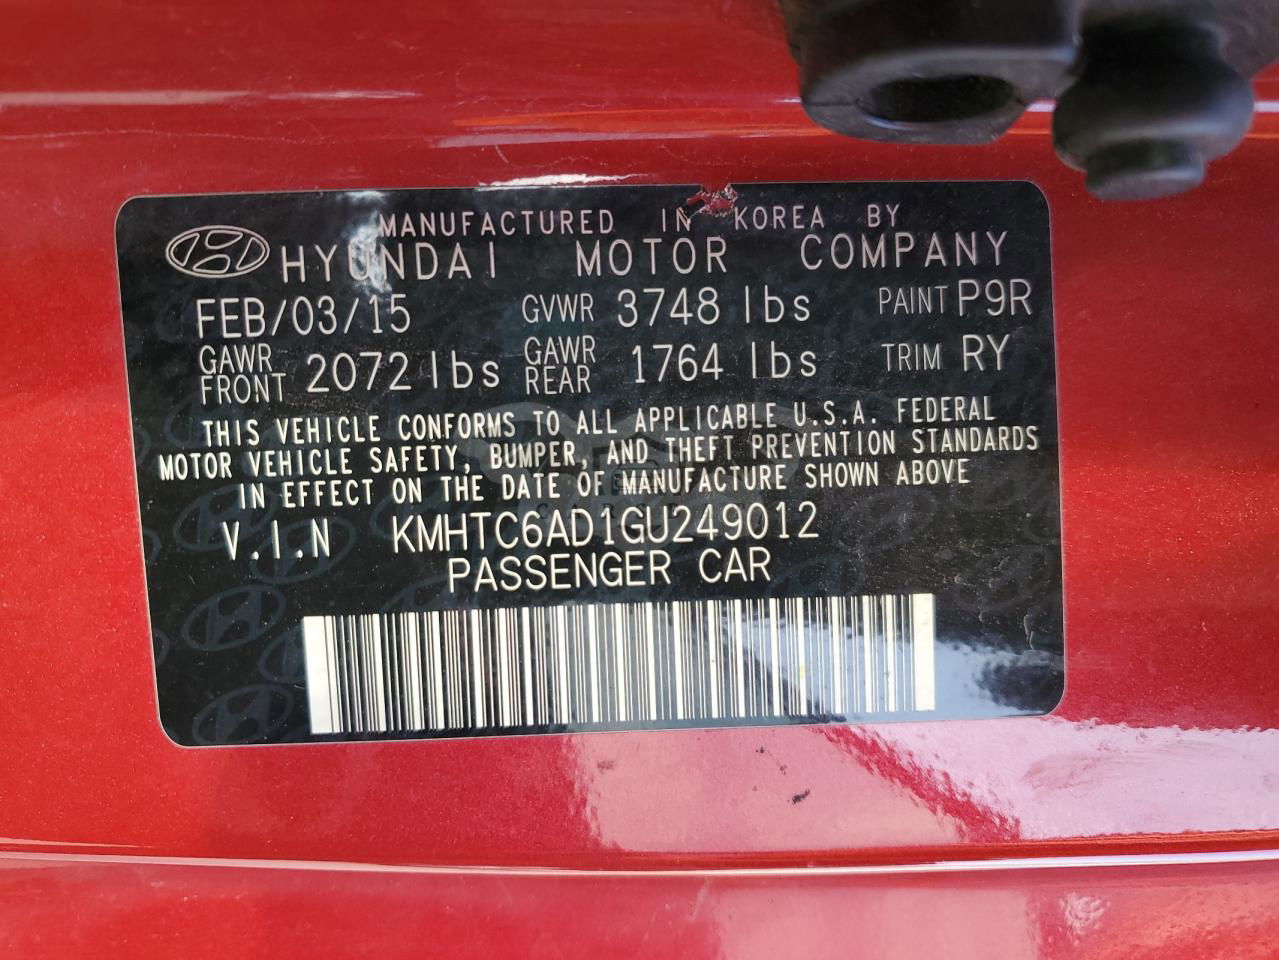 MANUFACTURED IN KOREA BY
HYUNDAI MOTOR COMPANY
FEB/03/15 GVWR 3748 lbs PAINT P9R
GAWR FRONT 2072 lbs GAWR REAR 1764 lbs TRIM RY
THIS VEHICLE CONFORMS TO ALL APPLICABLE U.S.A. FEDERAL
MOTOR VEHICLE SAFETY, BUMPER, AND THEFT PREVENTION STANDARDS
IN EFFECT ON THE DATE OF MANUFACTURE SHOWN ABOVE
V.I.N KMHTC6AD1GU249012
PASSENGER CAR